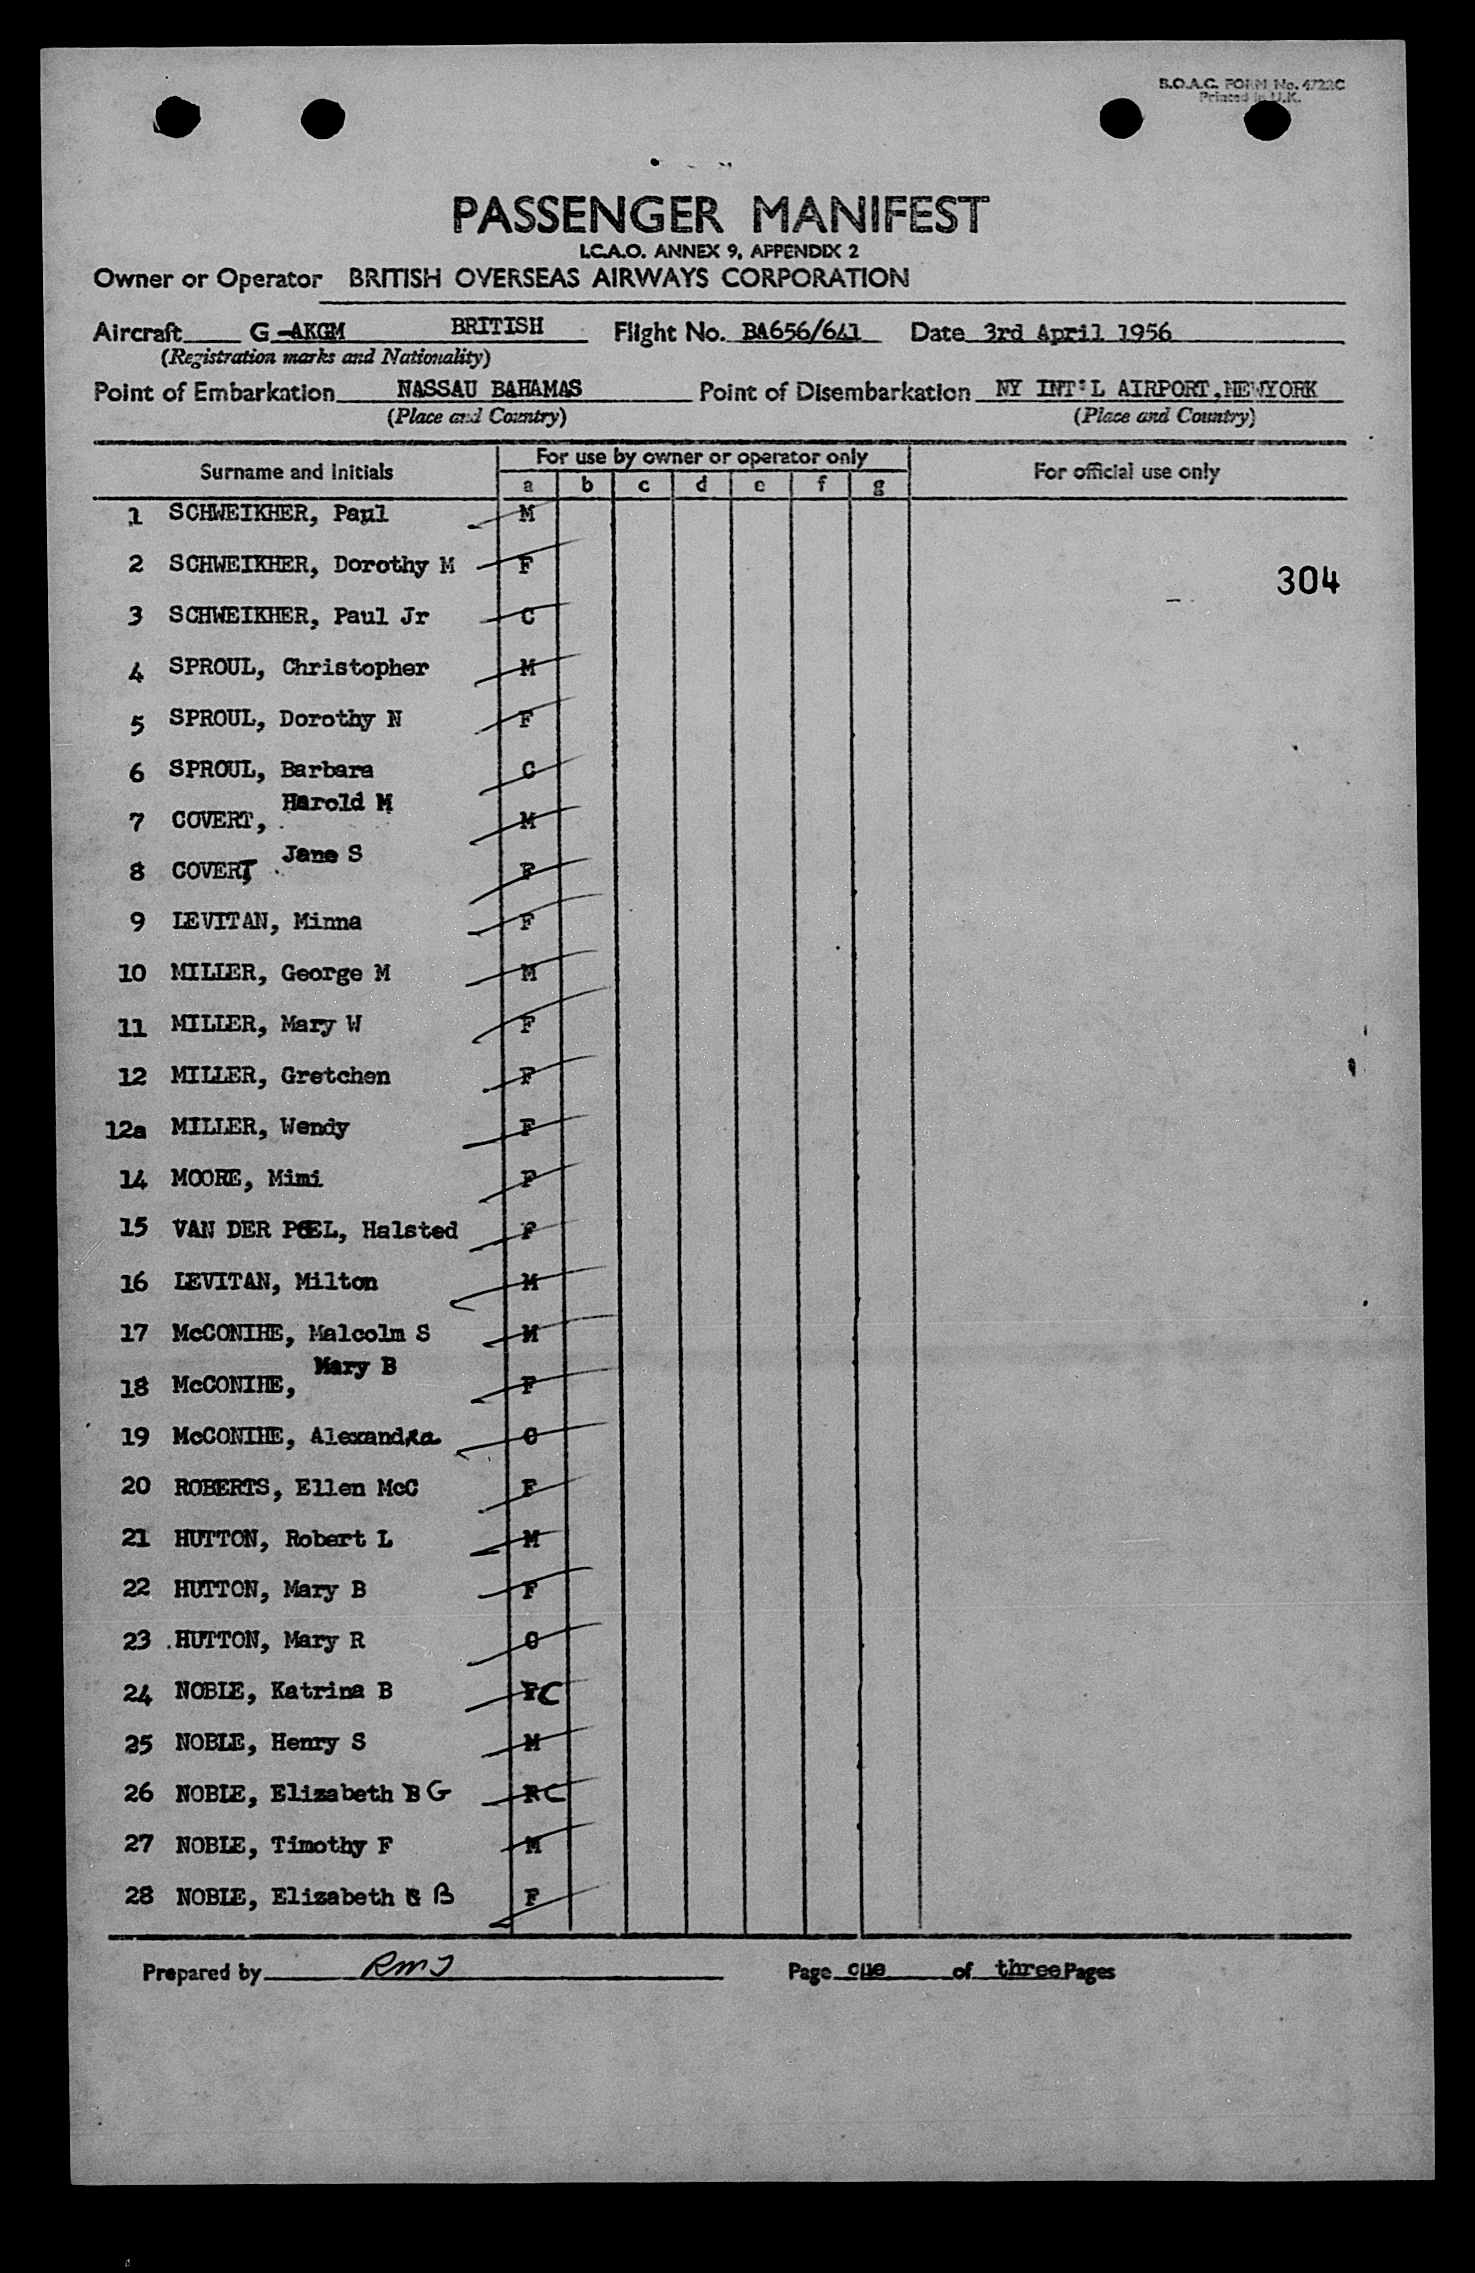 B.O.A.C. FORM No. 4722C
Printed in U.K.
PASSENGER MANIFEST
I.C.A.O. ANNEX 9, APPENDIX 2
Owner or Operator BRITISH OVERSEAS AIRWAYS CORPORATION
Aircraft G-AKGM BRITISH Flight No. BA656/641 Date 3rd April 1956
(Registration marks and Nationality)
Point of Embarkation NASSAU BAHAMAS Point of Disembarkation NY INT'L AIRPORT, NEWYORK
(Place and Country) (Place and Country)
Surname and Initials For use by owner or operator only For official use only
a b c d e f g
1 SCHWEIKHER, Paul M
2 SCHWEIKHER, Dorothy M F
304
3 SCHWEIKHER, Paul Jr C
4 SPROUL, Christopher M
5 SPROUL, Dorothy N F
6 SPROUL, Barbara C
7 COVERT, Harold M M
8 COVERT, Jane S F
9 LEVITAN, Minna F
10 MILLER, George M M
11 MILLER, Mary W F
12 MILLER, Gretchen F
12a MILLER, Wendy F
14 MOORE, Mimi F
15 VAN DER POEL, Halsted F
16 LEVITAN, Milton M
17 McCONIHE, Malcolm S M
18 McCONIHE, Mary B F
19 McCONIHE, Alexandra C
20 ROBERTS, Ellen McC F
21 HUTTON, Robert L M
22 HUTTON, Mary B F
23 HUTTON, Mary R C
24 NOBLE, Katrina B FC
25 NOBLE, Henry S M
26 NOBLE, Elizabeth B G C
27 NOBLE, Timothy F M
28 NOBLE, Elizabeth G B F
Prepared by RMJ Page one of three Pages